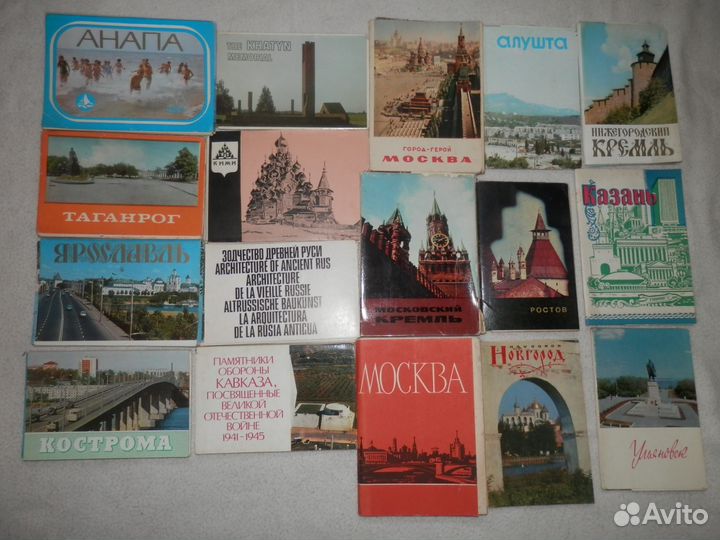 АНАПА
THE KHATYN
MEMORIAL
ГОРОД-ГЕРОЙ
МОСКВА
алушта
НИЖЕГОРОДСКИЙ
КРЕМЛЬ
ТАГАНРОГ
КИЖИ
МОСКОВСКИЙ
КРЕМЛЬ
РОСТОВ
Казань
ЯРОСЛАВЛЬ
ЗОДЧЕСТВО ДРЕВНЕЙ РУСИ
ARCHITECTURE OF ANCIENT RUS
ARCHITECTURE
DE LA VIEILLE RUSSIE
ALTRUSSISCHE BAUKUNST
LA ARQUITECTURA
DE LA RUSIA ANTIGUA
КОСТРОМА
ПАМЯТНИКИ
ОБОРОНЫ
КАВКАЗА,
ПОСВЯЩЕННЫЕ
ВЕЛИКОЙ
ОТЕЧЕСТВЕННОЙ
ВОЙНЕ
1941-1945
МОСКВА
Новгород
Ульяновск
Avito